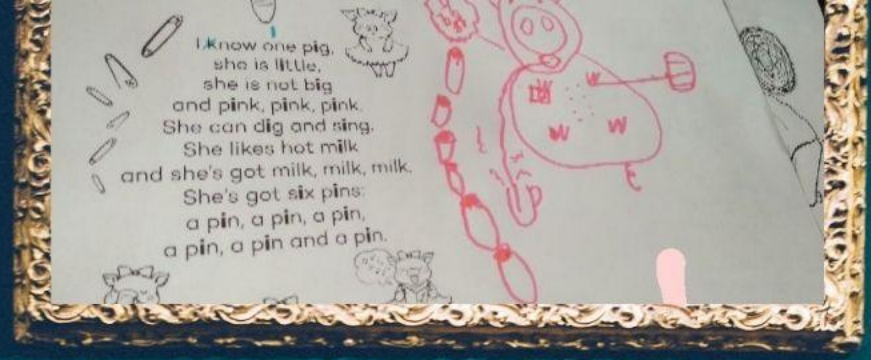 I know one pig,
she is little,
she is not big
and pink, pink, pink.
She can dig and sing.
She likes hot milk
and she's got milk, milk, milk.
She's got six pins:
a pin, a pin, a pin,
a pin, a pin and a pin.